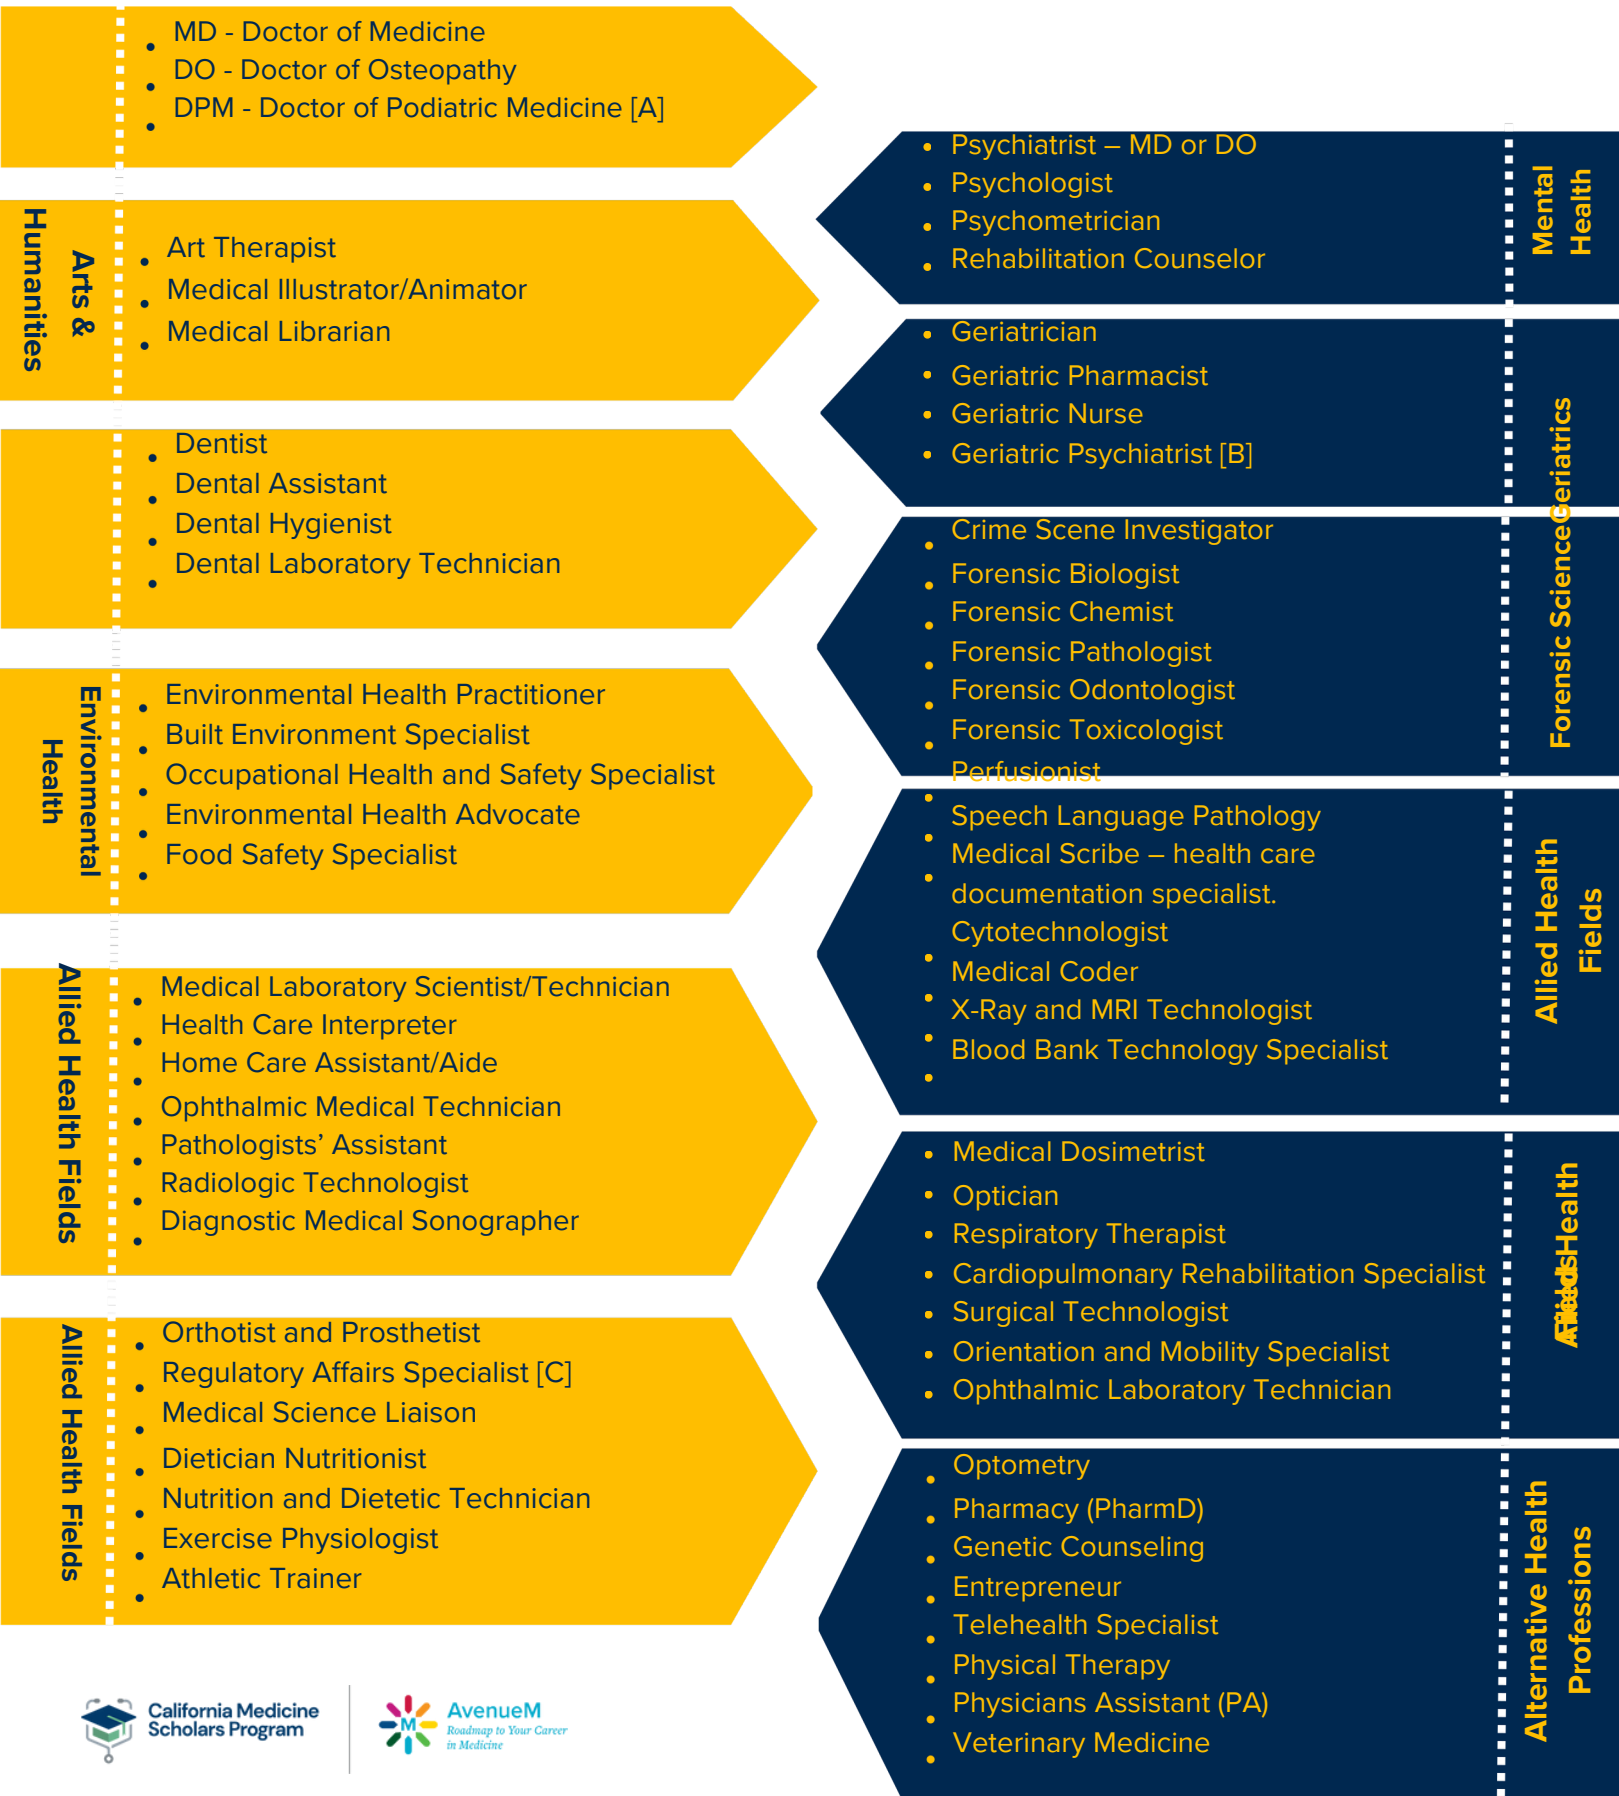 MD - Doctor of Medicine
DO - Doctor of Osteopathy
DPM - Doctor of Podiatric Medicine [A]
Arts &
Humanities
Art Therapist
Medical Illustrator/Animator
Medical Librarian
Dentist
Dental Assistant
Dental Hygienist
Dental Laboratory Technician
Environmental
Health
Environmental Health Practitioner
Built Environment Specialist
Occupational Health and Safety Specialist
Environmental Health Advocate
Food Safety Specialist
Allied Health Fields
Medical Laboratory Scientist/Technician
Health Care Interpreter
Home Care Assistant/Aide
Ophthalmic Medical Technician
Pathologists’ Assistant
Radiologic Technologist
Diagnostic Medical Sonographer
Allied Health Fields
Orthotist and Prosthetist
Regulatory Affairs Specialist [C]
Medical Science Liaison
Dietician Nutritionist
Nutrition and Dietetic Technician
Exercise Physiologist
Athletic Trainer
California Medicine
Scholars Program
M
AvenueM
Roadmap to Your Career
in Medicine
Psychiatrist – MD or DO
Psychologist
Psychometrician
Rehabilitation Counselor
Mental
Health
Geriatrician
Geriatric Pharmacist
Geriatric Nurse
Geriatric Psychiatrist [B]
Geriatrics
Crime Scene Investigator
Forensic Biologist
Forensic Chemist
Forensic Pathologist
Forensic Odontologist
Forensic Toxicologist
Forensic Science
Perfusionist
Speech Language Pathology
Medical Scribe – health care
documentation specialist.
Cytotechnologist
Medical Coder
X-Ray and MRI Technologist
Blood Bank Technology Specialist
Allied Health
Fields
Medical Dosimetrist
Optician
Respiratory Therapist
Cardiopulmonary Rehabilitation Specialist
Surgical Technologist
Orientation and Mobility Specialist
Ophthalmic Laboratory Technician
Health
Optometry
Pharmacy (PharmD)
Genetic Counseling
Entrepreneur
Telehealth Specialist
Physical Therapy
Physicians Assistant (PA)
Veterinary Medicine
Alternative Health
Professions